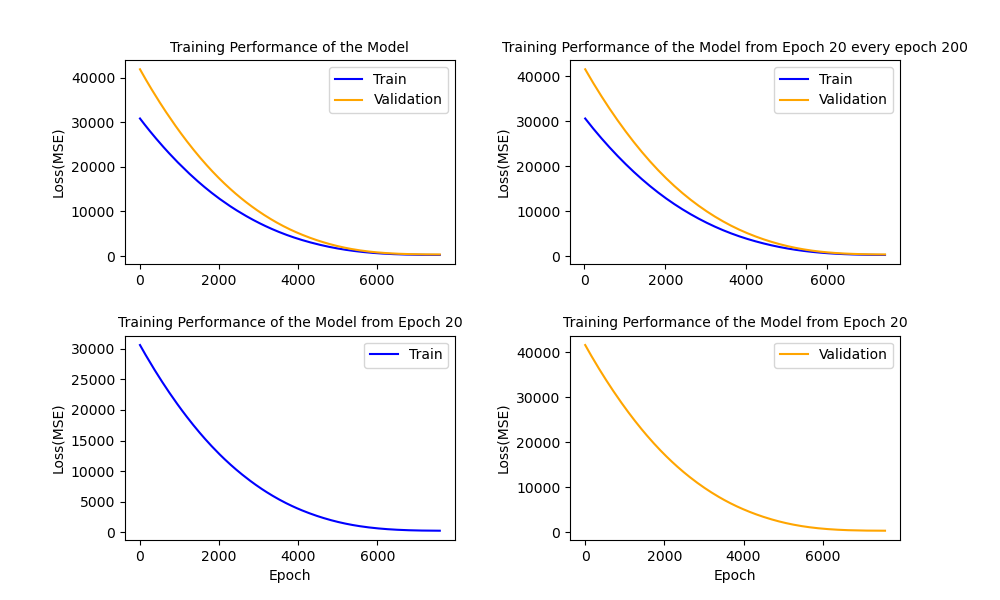 Training Performance of the Model
Training Performance of the Model from Epoch 20 every epoch 200
40000
30000
20000
10000
0
Loss(MSE)
Train
Validation
0
2000
4000
6000
40000
30000
20000
10000
0
Loss(MSE)
Train
Validation
0
2000
4000
6000
Training Performance of the Model from Epoch 20
Training Performance of the Model from Epoch 20
30000
25000
20000
15000
10000
5000
0
Loss(MSE)
Train
0
2000
4000
6000
Epoch
40000
30000
20000
10000
0
Loss(MSE)
Validation
0
2000
4000
6000
Epoch